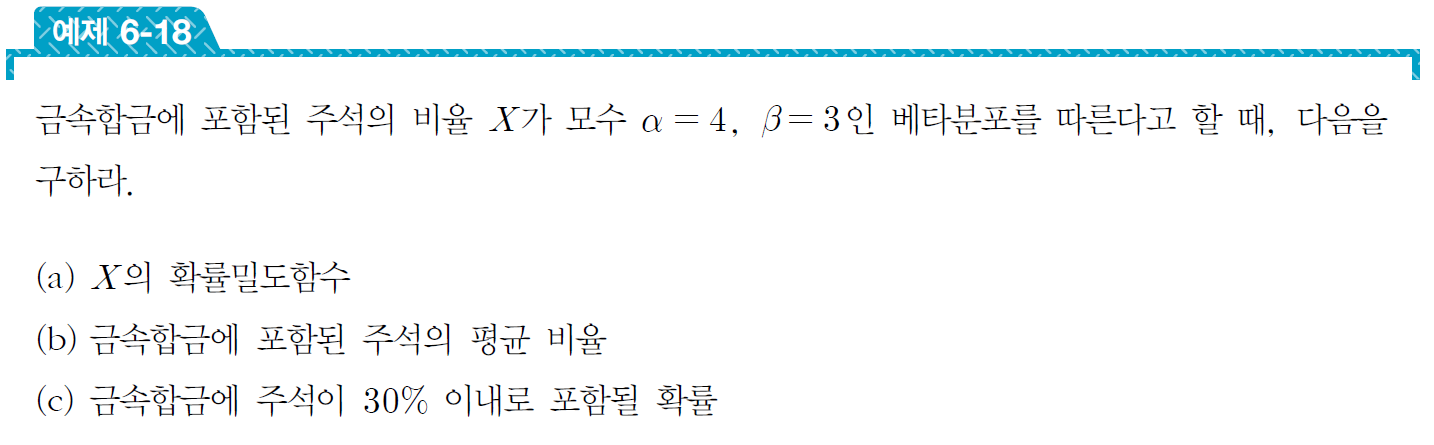 예제 6-18
금속합금에 포함된 주석의 비율 X가 모수 α = 4, β = 3인 베타분포를 따른다고 할 때, 다음을
구하라.
(a) X의 확률밀도함수
(b) 금속합금에 포함된 주석의 평균 비율
(c) 금속합금에 주석이 30% 이내로 포함될 확률